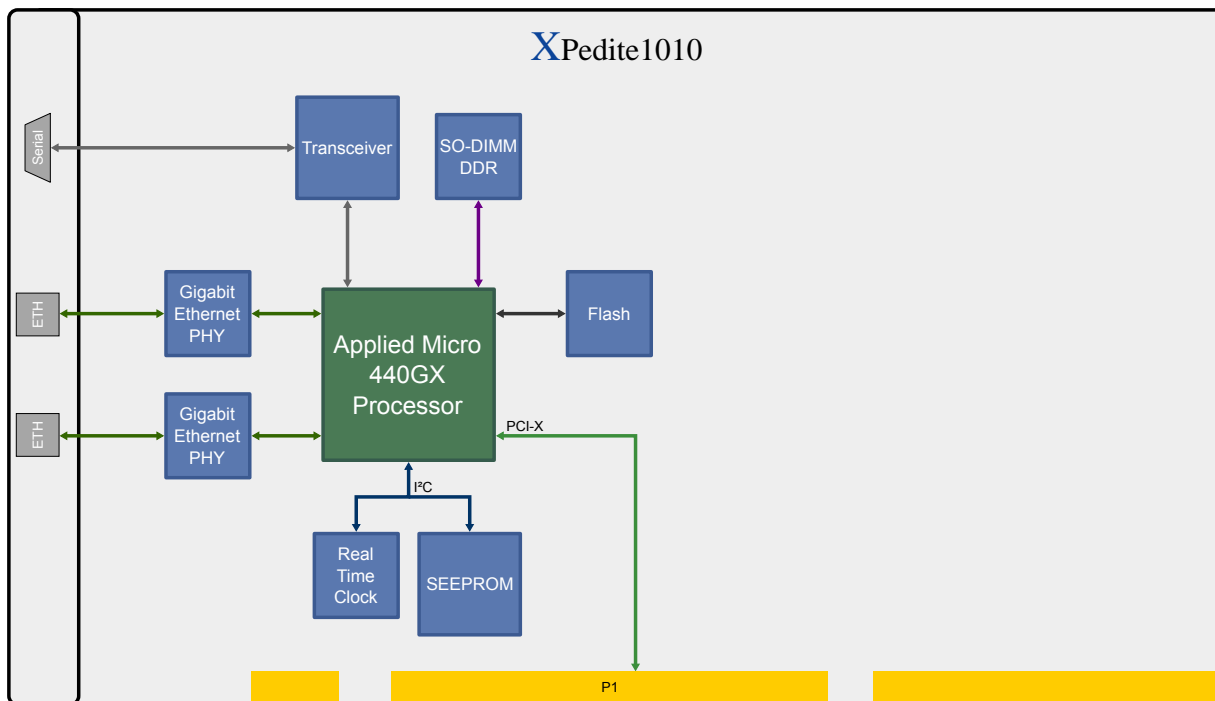 XPedite1010
Serial
Transceiver
SO-DIMM
DDR
ETH
Gigabit
Ethernet
PHY
Applied Micro
440GX
Processor
Flash
ETH
Gigabit
Ethernet
PHY
PCI-X
I²C
Real
Time
Clock
SEEPROM
P1